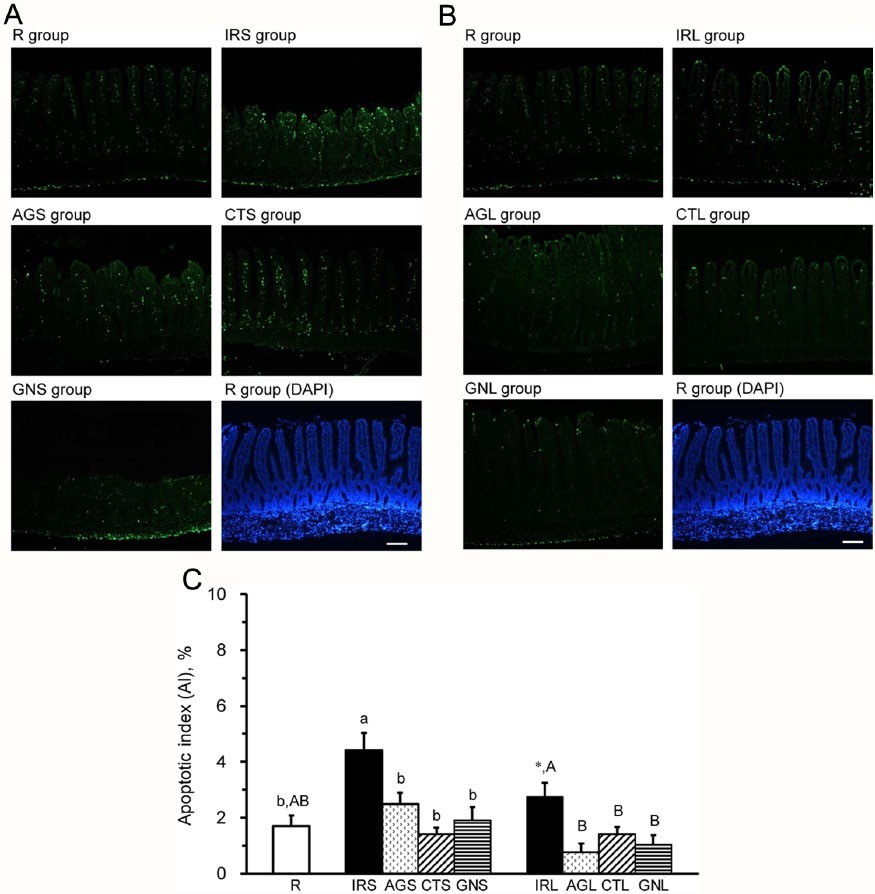 A
B
R group
IRS group
R group
IRL group
AGS group
CTS group
AGL group
CTL group
GNS group
R group (DAPI)
GNL group
R group (DAPI)
C
Apoptotic index (AI), %
10
8
6
4
2
0
b,AB
a
b
b
b
*,A
B
B
B
R
IRS
AGS
CTS
GNS
IRL
AGL
CTL
GNL